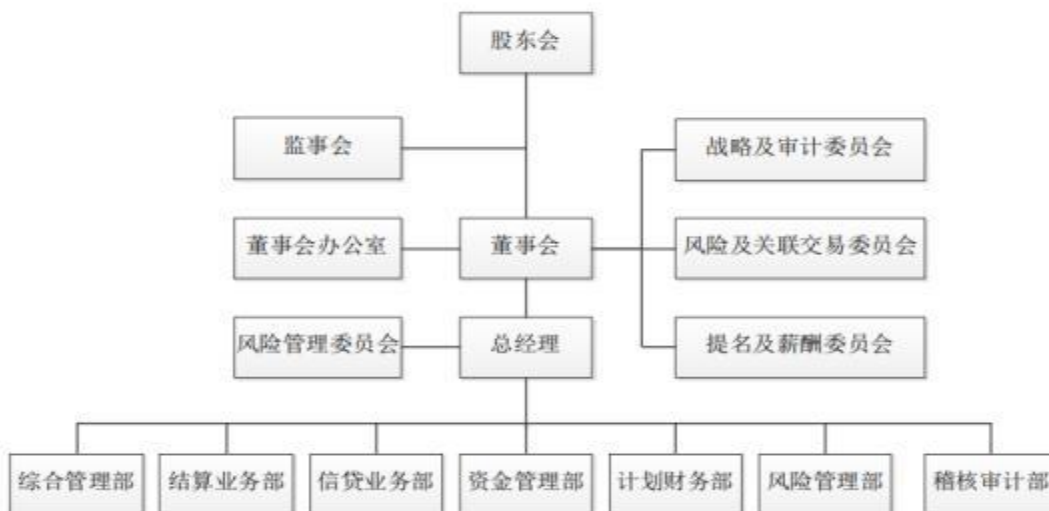 股东会
监事会
战略及审计委员会
董事会办公室
董事会
风险及关联交易委员会
风险管理委员会
总经理
提名及薪酬委员会
综合管理部
结算业务部
信贷业务部
资金管理部
计划财务部
风险管理部
稽核审计部